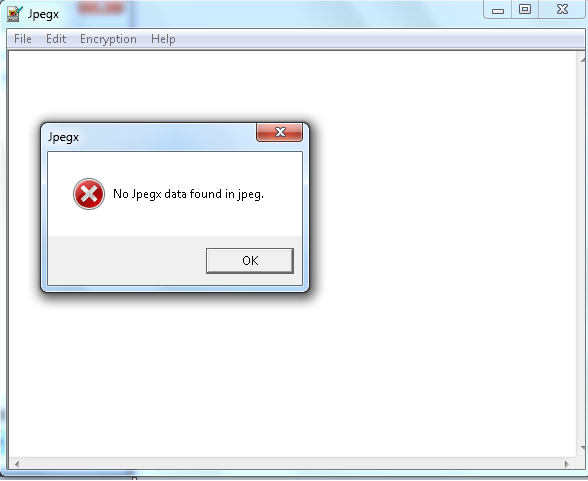 Jpegx
File Edit Encryption Help
Jpegx
No Jpegx data found in jpeg.
OK